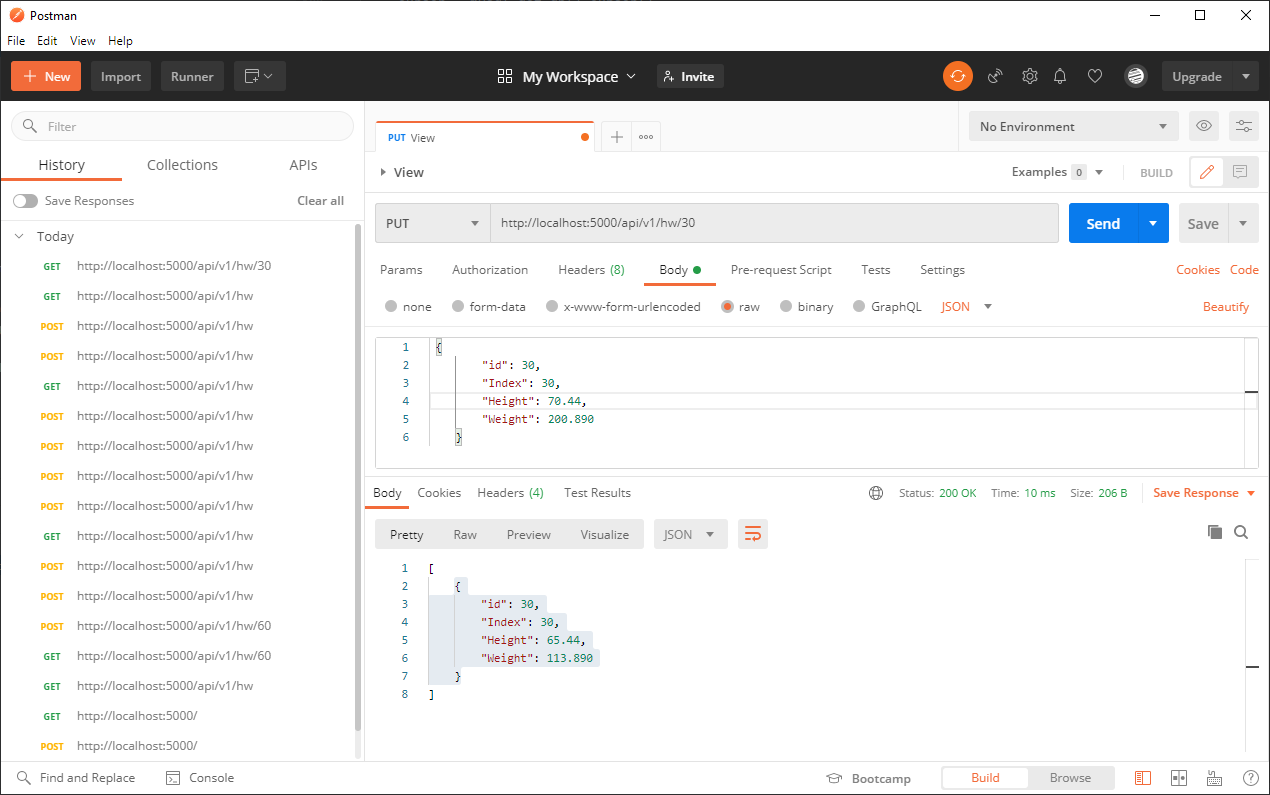 Postman
File Edit View Help
New Import Runner My Workspace Invite Upgrade
Filter
History Collections APIs
Save Responses Clear all
Today
GET http://localhost:5000/api/v1/hw/30
GET http://localhost:5000/api/v1/hw
POST http://localhost:5000/api/v1/hw
POST http://localhost:5000/api/v1/hw
GET http://localhost:5000/api/v1/hw
POST http://localhost:5000/api/v1/hw
POST http://localhost:5000/api/v1/hw
POST http://localhost:5000/api/v1/hw
POST http://localhost:5000/api/v1/hw
GET http://localhost:5000/api/v1/hw
POST http://localhost:5000/api/v1/hw
POST http://localhost:5000/api/v1/hw
POST http://localhost:5000/api/v1/hw/60
GET http://localhost:5000/api/v1/hw/60
GET http://localhost:5000/api/v1/hw
GET http://localhost:5000/
POST http://localhost:5000/
PUT View
No Environment
View Examples 0 BUILD
PUT http://localhost:5000/api/v1/hw/30 Send Save
Params Authorization Headers (8) Body Pre-request Script Tests Settings Cookies Code
none form-data x-www-form-urlencoded raw binary GraphQL JSON Beautify
1 {
2 "id": 30,
3 "Index": 30,
4 "Height": 70.44,
5 "Weight": 200.890
6 }
Body Cookies Headers (4) Test Results Status: 200 OK Time: 10 ms Size: 206 B Save Response
Pretty Raw Preview Visualize JSON
1 [
2 {
3 "id": 30,
4 "Index": 30,
5 "Height": 65.44,
6 "Weight": 113.890
7 }
8 ]
Find and Replace Console Bootcamp Build Browse